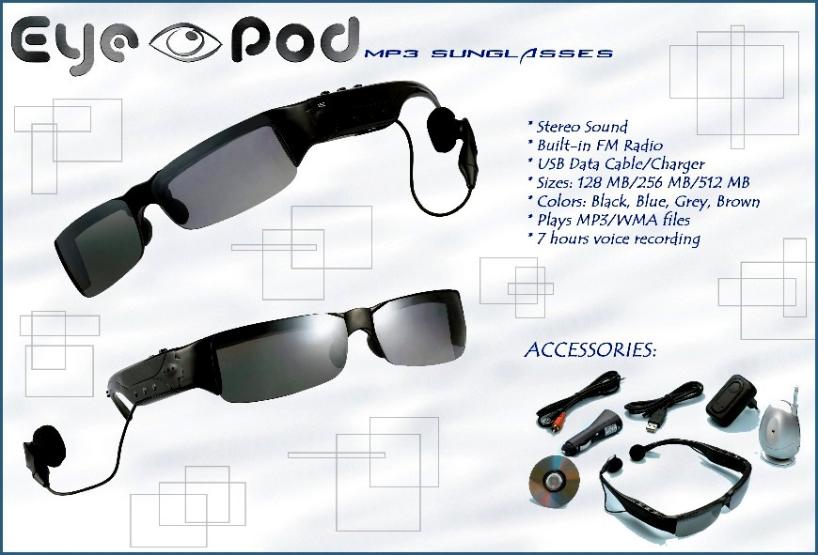 Eye Pod MP3 SUNGLASSES
* Stereo Sound
* Built-in FM Radio
* USB Data Cable/Charger
* Sizes: 128 MB/256 MB/512 MB
* Colors: Black, Blue, Grey, Brown
* Plays MP3/WMA files
* 7 hours voice recording
ACCESSORIES: